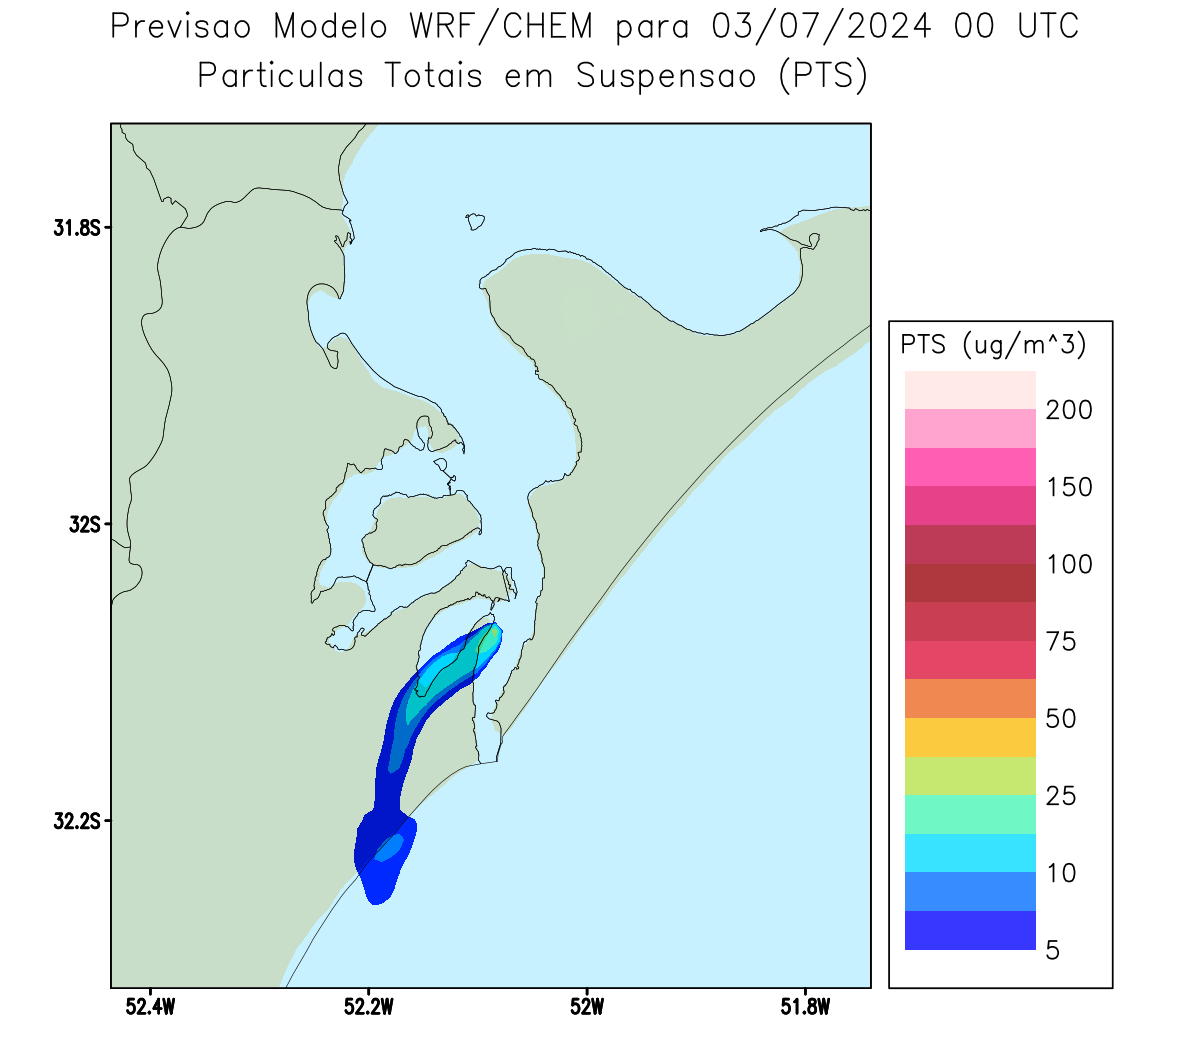 Previsao Modelo WRF/CHEM para 03/07/2024 00 UTC
Particulas Totais em Suspensao (PTS)
31.8S
32S
32.2S
52.4W
52.2W
52W
51.8W
PTS (ug/m^3)
200
150
100
75
50
25
10
5